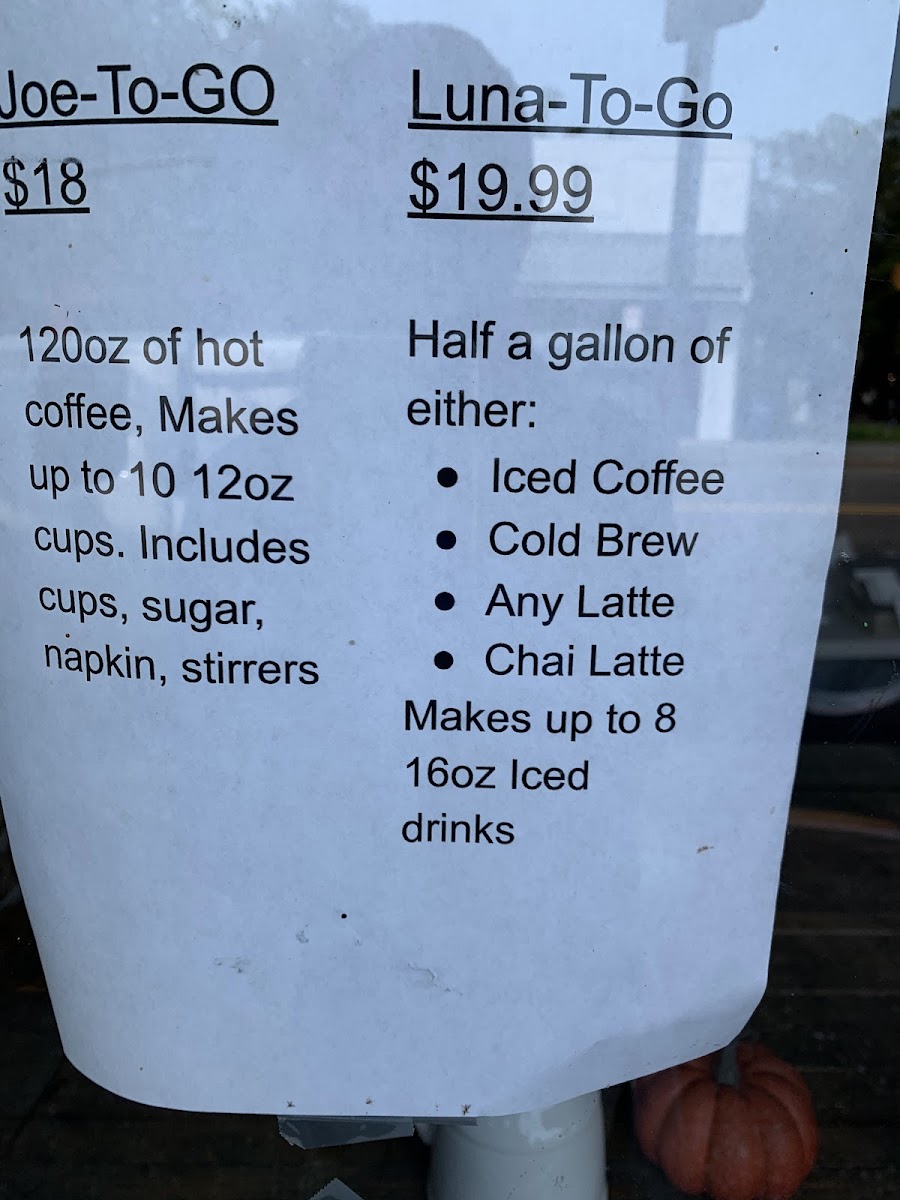 Joe-To-GO
$18
120oz of hot
coffee, Makes
up to 10 12oz
cups. Includes
cups, sugar,
napkin, stirrers
Luna-To-Go
$19.99
Half a gallon of
either:
● Iced Coffee
● Cold Brew
● Any Latte
● Chai Latte
Makes up to 8
16oz Iced
drinks